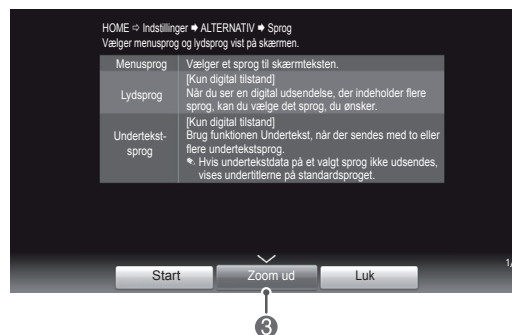 HOME ⇨ Indstillinger ➡ ALTERNATIV ➡ Sprog
Vælger menusprog og lydsprog vist på skærmen.
Menusprog Vælger et sprog til skærmteksten.
Lydsprog
[Kun digital tilstand]
Når du ser en digital udsendelse, der indeholder flere
sprog, kan du vælge det sprog, du ønsker.
Undertekst-
sprog
[Kun digital tilstand]
Brug funktionen Undertekst, når der sendes med to eller
flere undertekstsprog.
Hvis undertekstdata på et valgt sprog ikke udsendes,
vises undertitlerne på standardsproget.
Start Zoom ud Luk
1/
3